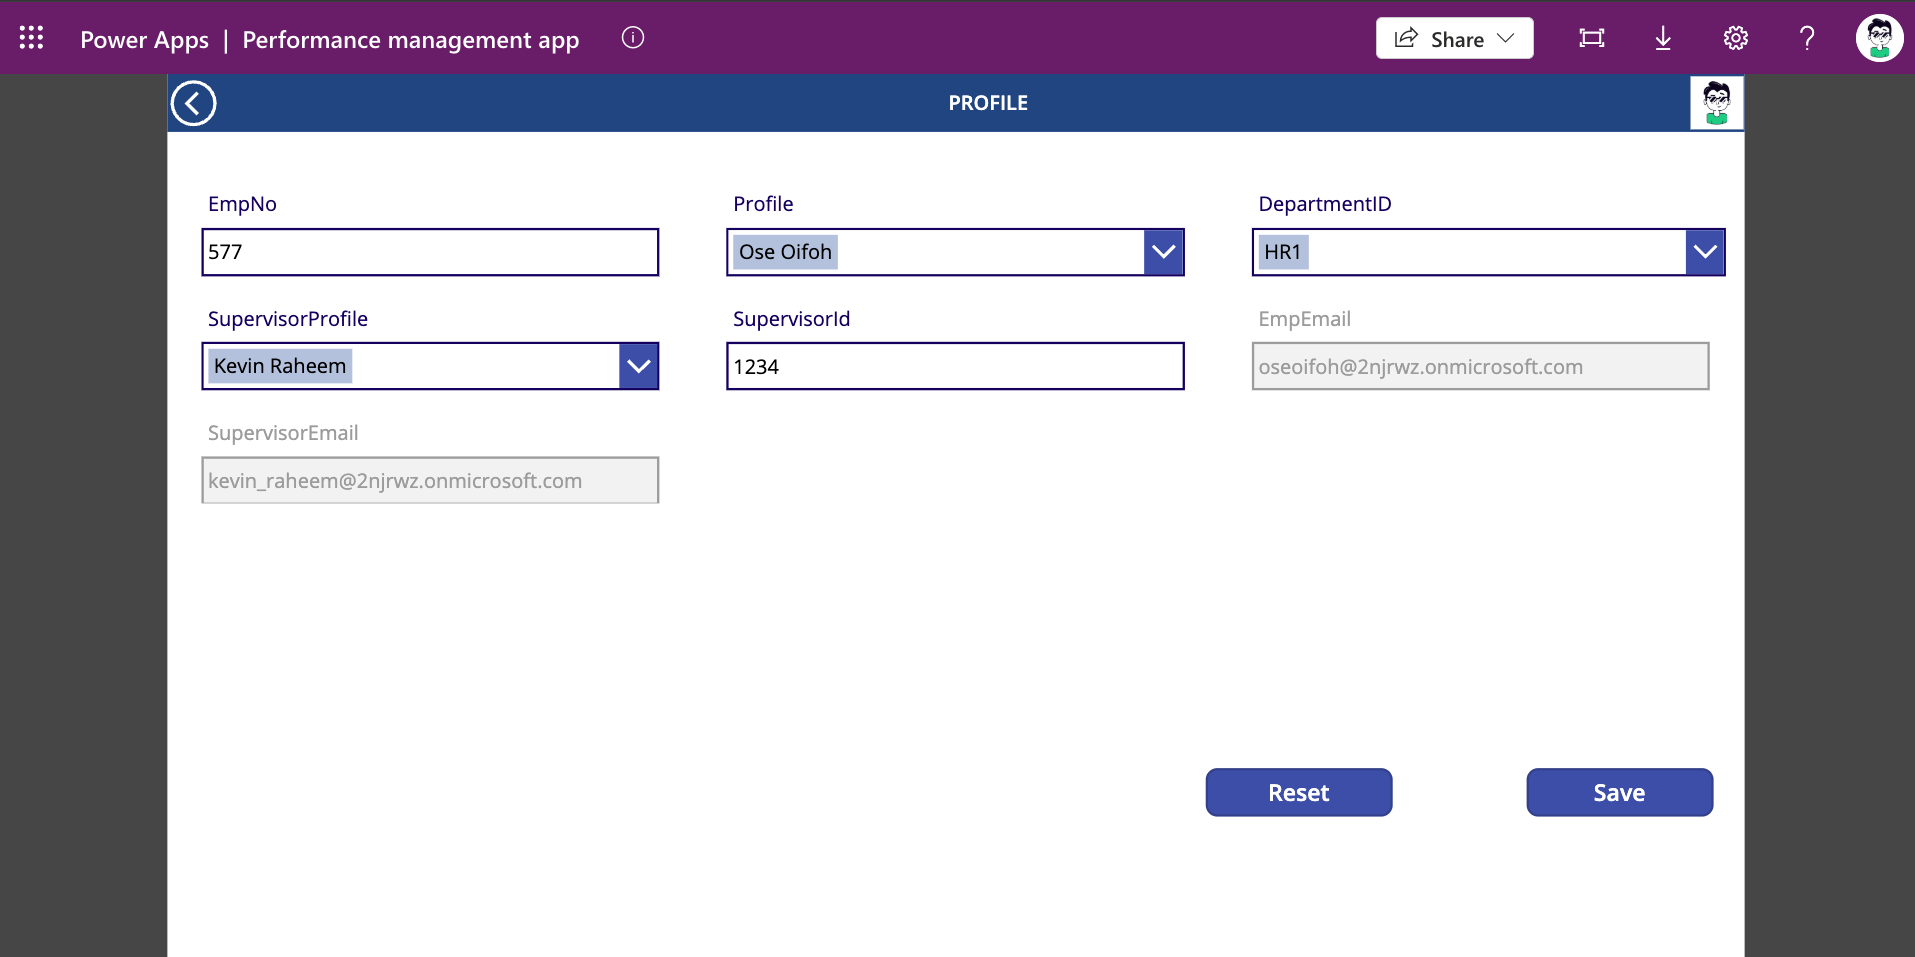 Power Apps | Performance management app
Share
PROFILE
EmpNo
Profile
DepartmentID
577
Ose Oifoh
HR1
SupervisorProfile
SupervisorId
EmpEmail
Kevin Raheem
1234
oseoifoh@2njrwz.onmicrosoft.com
SupervisorEmail
kevin_raheem@2njrwz.onmicrosoft.com
Reset
Save